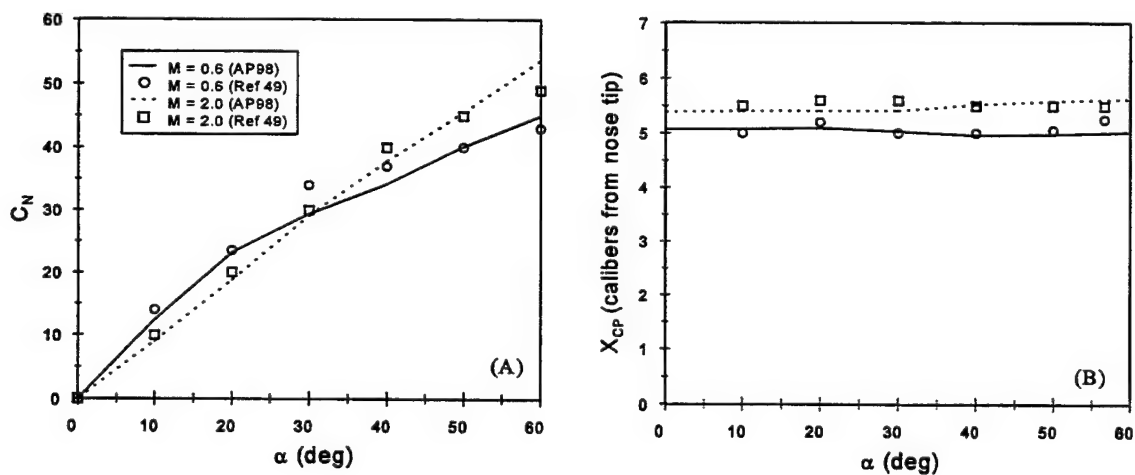 60
50
40
30
20
10
0
C_N
M = 0.6 (AP98)
M = 0.6 (Ref 49)
M = 2.0 (AP98)
M = 2.0 (Ref 49)
(A)
0 10 20 30 40 50 60
α (deg)
7
6
5
4
3
2
1
0
X_CP (calibers from nose tip)
(B)
0 10 20 30 40 50 60
α (deg)